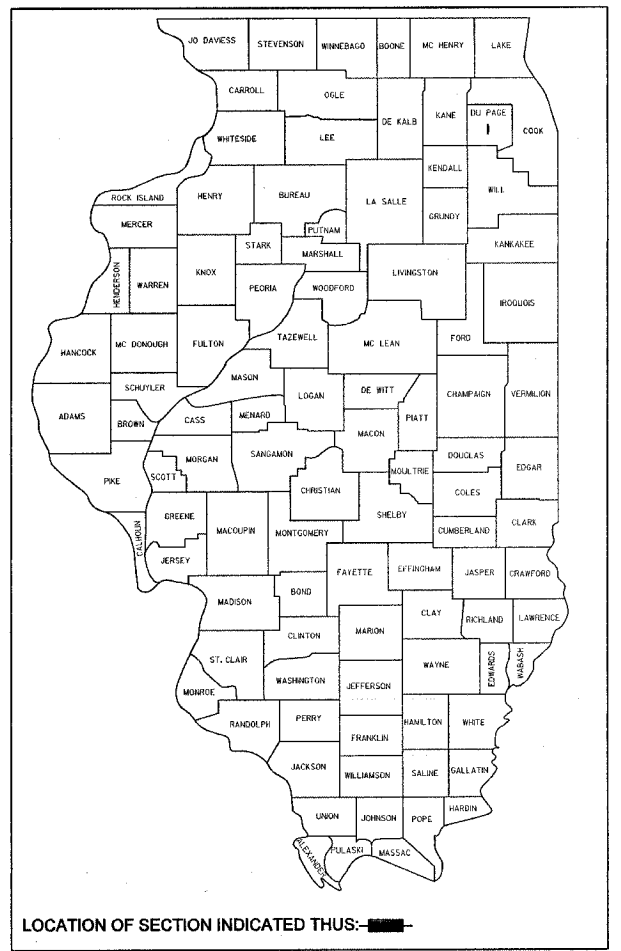 JO DAVIESS
STEVENSON
WINNEBAGO
BOONE
MC HENRY
LAKE
CARROLL
OGLE
DE KALB
KANE
DU PAGE
COOK
WHITESIDE
LEE
KENDALL
WILL
ROCK ISLAND
HENRY
BUREAU
LA SALLE
GRUNDY
MERCER
PUTNAM
STARK
MARSHALL
KANKAKEE
HENDERSON
WARREN
KNOX
PEORIA
WOODFORD
LIVINGSTON
IROQUOIS
HANCOCK
MC DONOUGH
FULTON
TAZEWELL
MC LEAN
FORD
MASON
SCHUYLER
LOGAN
DE WITT
CHAMPAIGN
VERMILION
ADAMS
BROWN
CASS
MENARD
PIATT
MACON
MORGAN
SANGAMON
DOUGLAS
EDGAR
PIKE
SCOTT
CHRISTIAN
MOULTRIE
COLES
GREENE
MACOUPIN
MONTGOMERY
SHELBY
CUMBERLAND
CLARK
CALHOUN
JERSEY
FAYETTE
EFFINGHAM
JASPER
CRAWFORD
MADISON
BOND
CLAY
RICHLAND
LAWRENCE
CLINTON
MARION
ST. CLAIR
WAYNE
EDWARDS
WABASH
WASHINGTON
JEFFERSON
MONROE
RANDOLPH
PERRY
HAMILTON
WHITE
FRANKLIN
JACKSON
WILLIAMSON
SALINE
GALLATIN
UNION
JOHNSON
POPE
HARDIN
ALEXANDER
PULASKI
MASSAC
LOCATION OF SECTION INDICATED THUS: